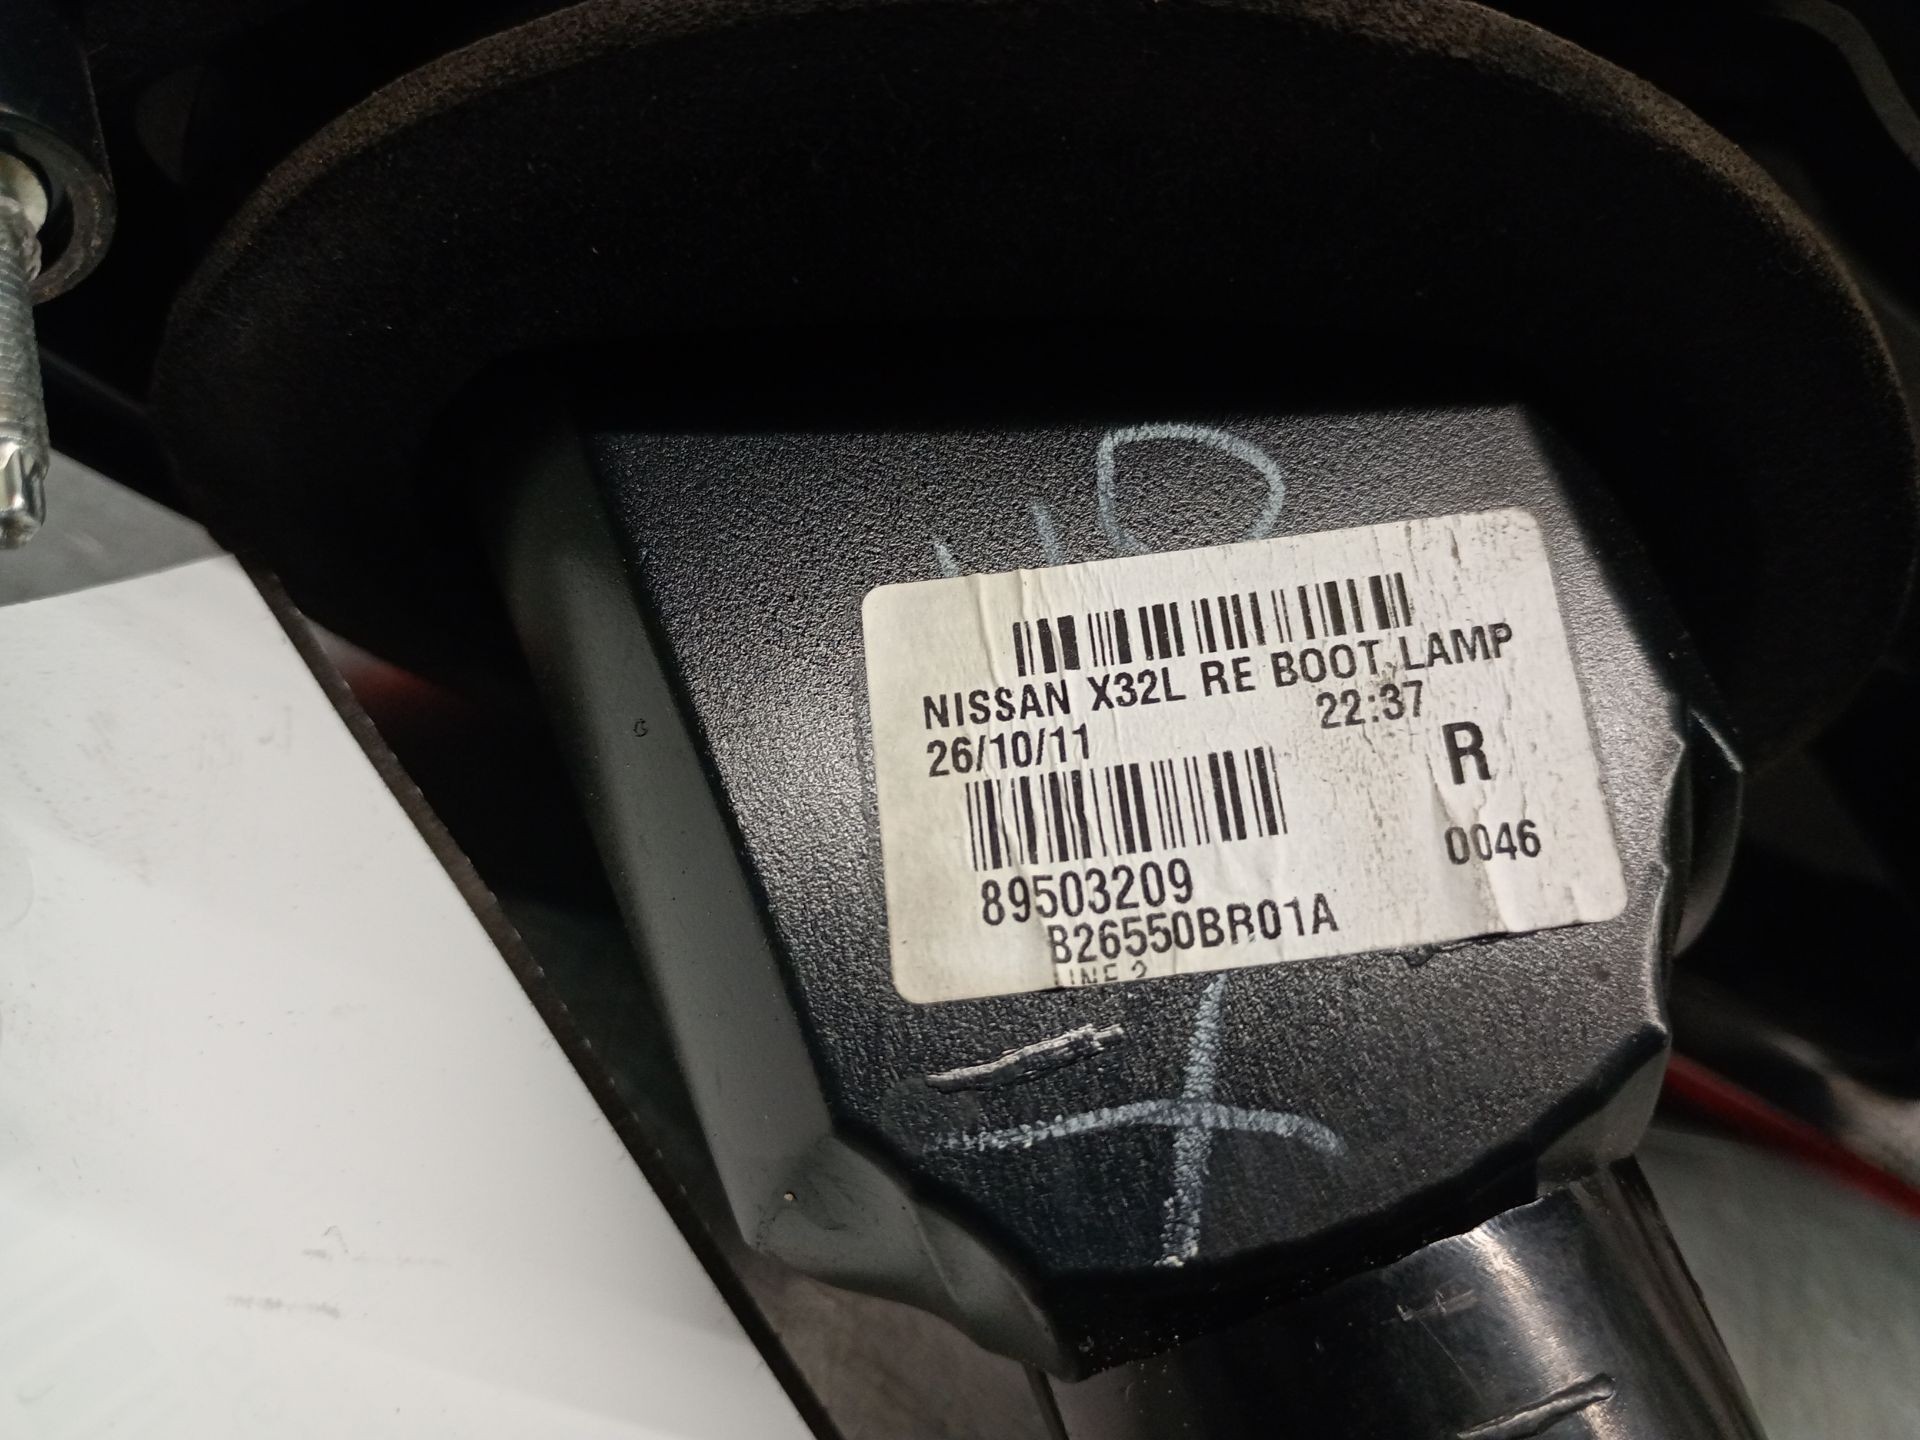 NISSAN X32L RE BOOT LAMP
26/10/11 22:37
R
89503209 0046
B26550BR01A